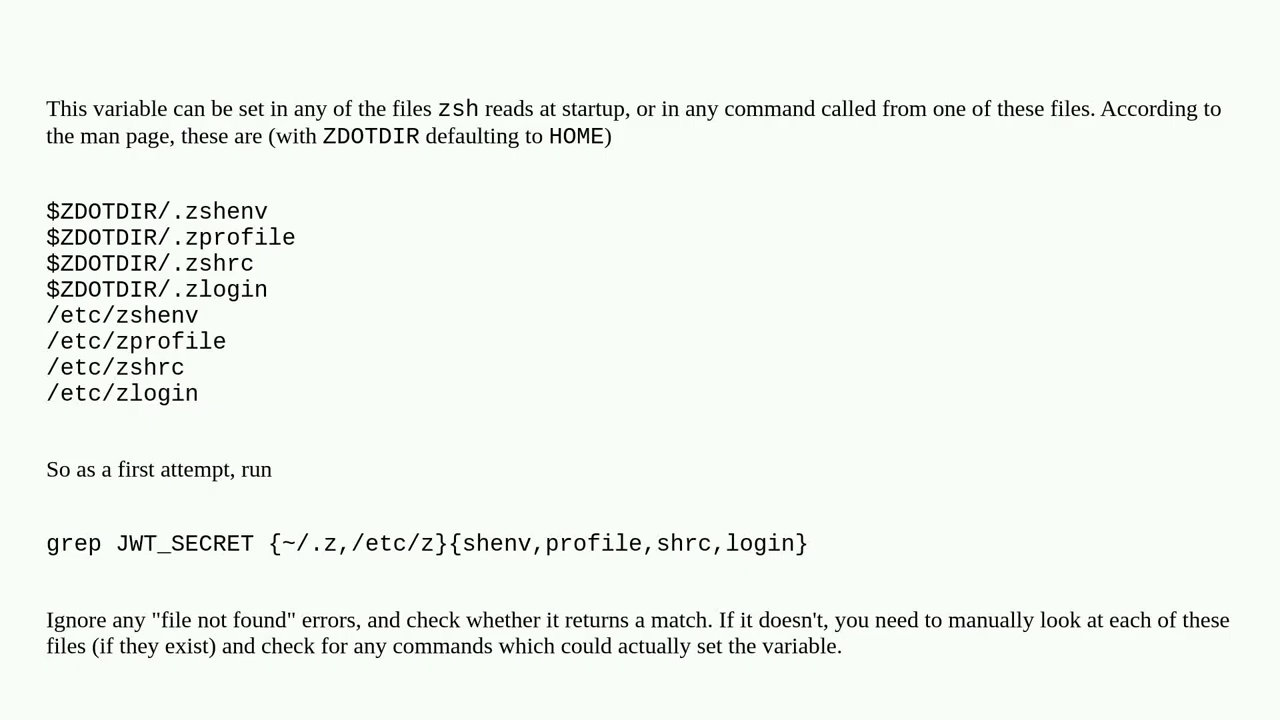 This variable can be set in any of the files zsh reads at startup, or in any command called from one of these files. According to
the man page, these are (with ZDOTDIR defaulting to HOME)
$ZDOTDIR/.zshenv
$ZDOTDIR/.zprofile
$ZDOTDIR/.zshrc
$ZDOTDIR/.zlogin
/etc/zshenv
/etc/zprofile
/etc/zshrc
/etc/zlogin
So as a first attempt, run
grep JWT_SECRET {~/.z,/etc/z}{shenv,profile,shrc,login}
Ignore any "file not found" errors, and check whether it returns a match. If it doesn't, you need to manually look at each of these
files (if they exist) and check for any commands which could actually set the variable.